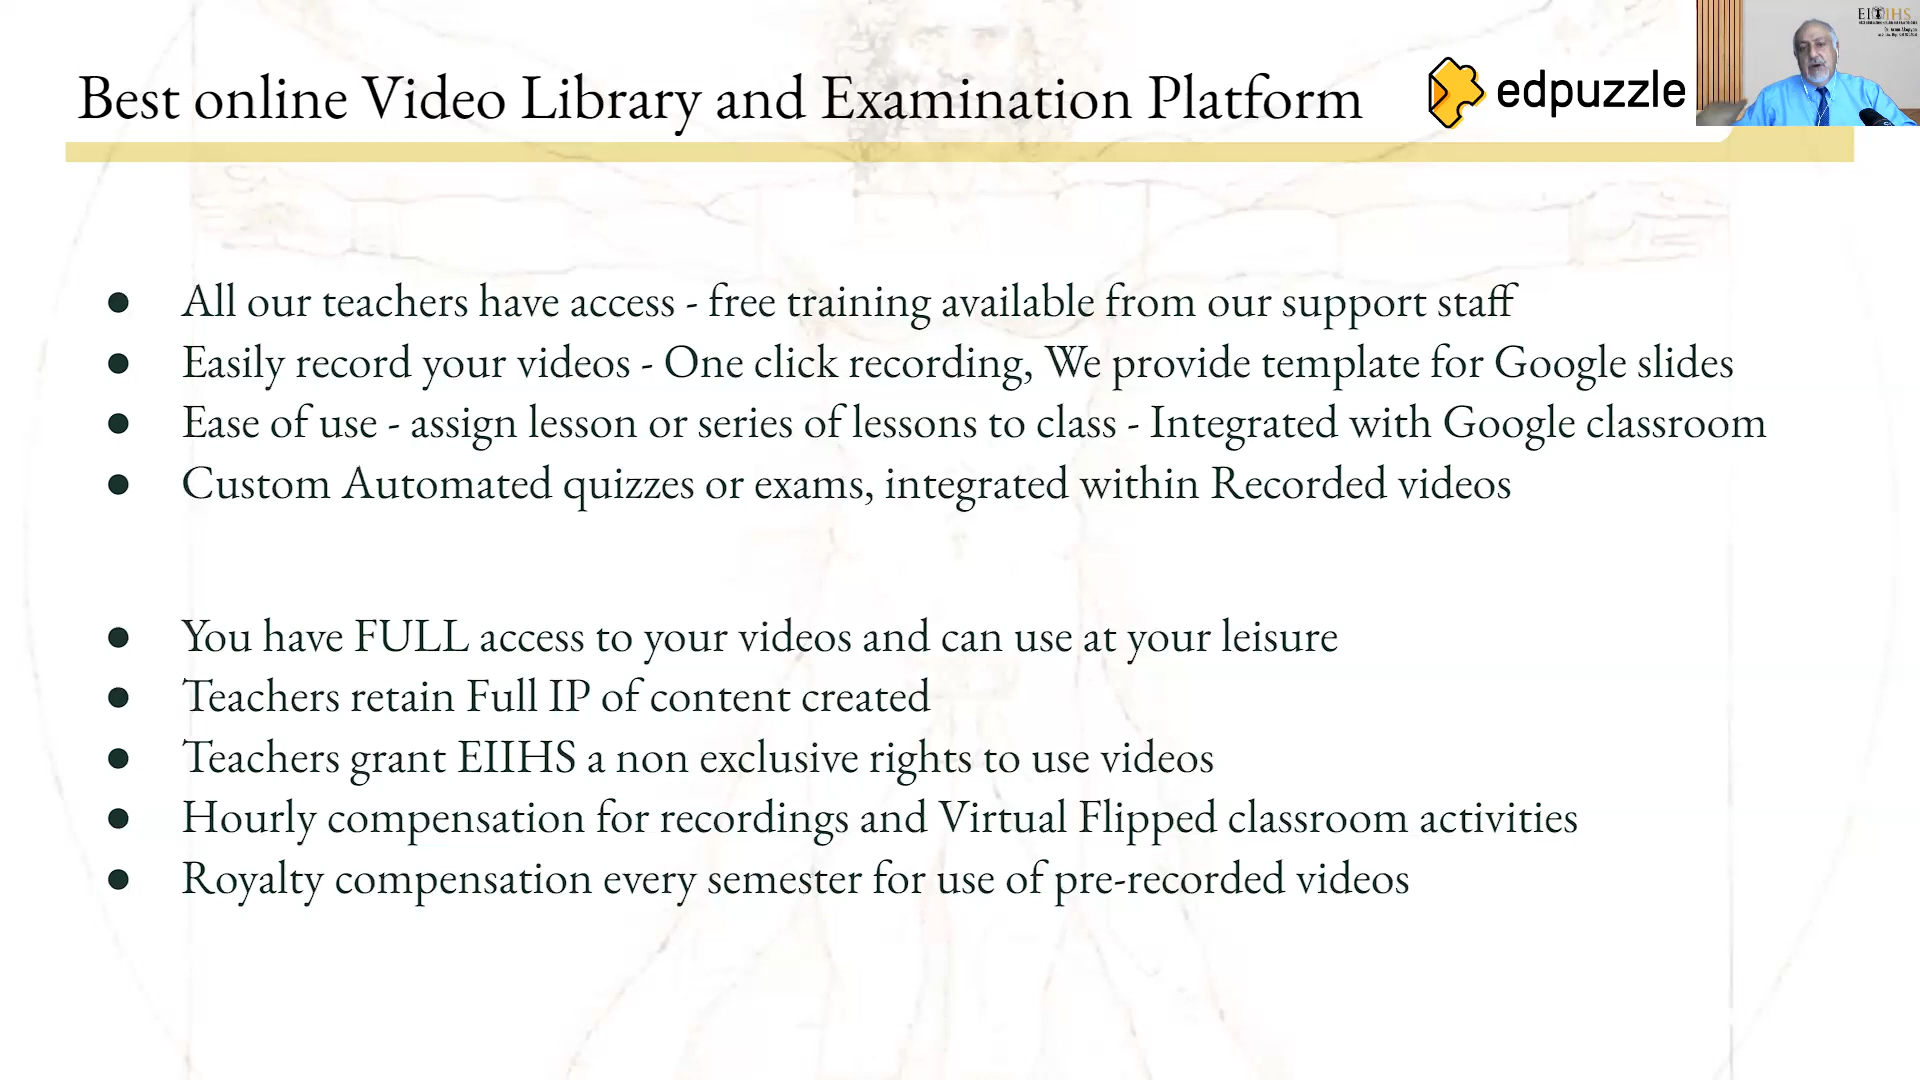 Best online Video Library and Examination Platform
edpuzzle
EIIHS
All our teachers have access - free training available from our support staff
Easily record your videos - One click recording, We provide template for Google slides
Ease of use - assign lesson or series of lessons to class - Integrated with Google classroom
Custom Automated quizzes or exams, integrated within Recorded videos
You have FULL access to your videos and can use at your leisure
Teachers retain Full IP of content created
Teachers grant EIIHS a non exclusive rights to use videos
Hourly compensation for recordings and Virtual Flipped classroom activities
Royalty compensation every semester for use of pre-recorded videos